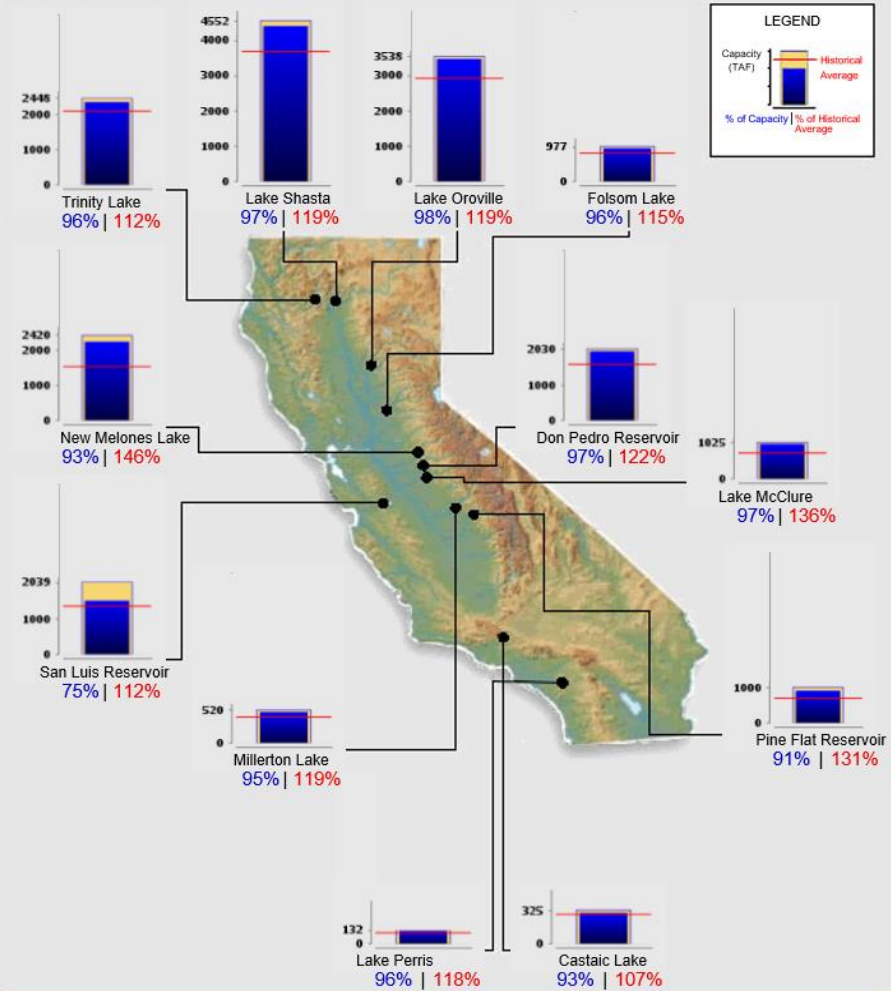 LEGEND
Capacity
(TAF)
Historical
Average
% of Capacity | % of Historical
Average
2448
2000
1000
0
Trinity Lake
96% | 112%
4552
4000
3000
2000
1000
0
Lake Shasta
97% | 119%
3538
3000
2000
1000
0
Lake Oroville
98% | 119%
977
0
Folsom Lake
96% | 115%
2420
2000
1000
0
New Melones Lake
93% | 146%
2030
1000
0
Don Pedro Reservoir
97% | 122%
1025
0
Lake McClure
97% | 136%
2039
1000
0
San Luis Reservoir
75% | 112%
520
0
Millerton Lake
95% | 119%
1000
0
Pine Flat Reservoir
91% | 131%
132
0
Lake Perris
96% | 118%
325
0
Castaic Lake
93% | 107%